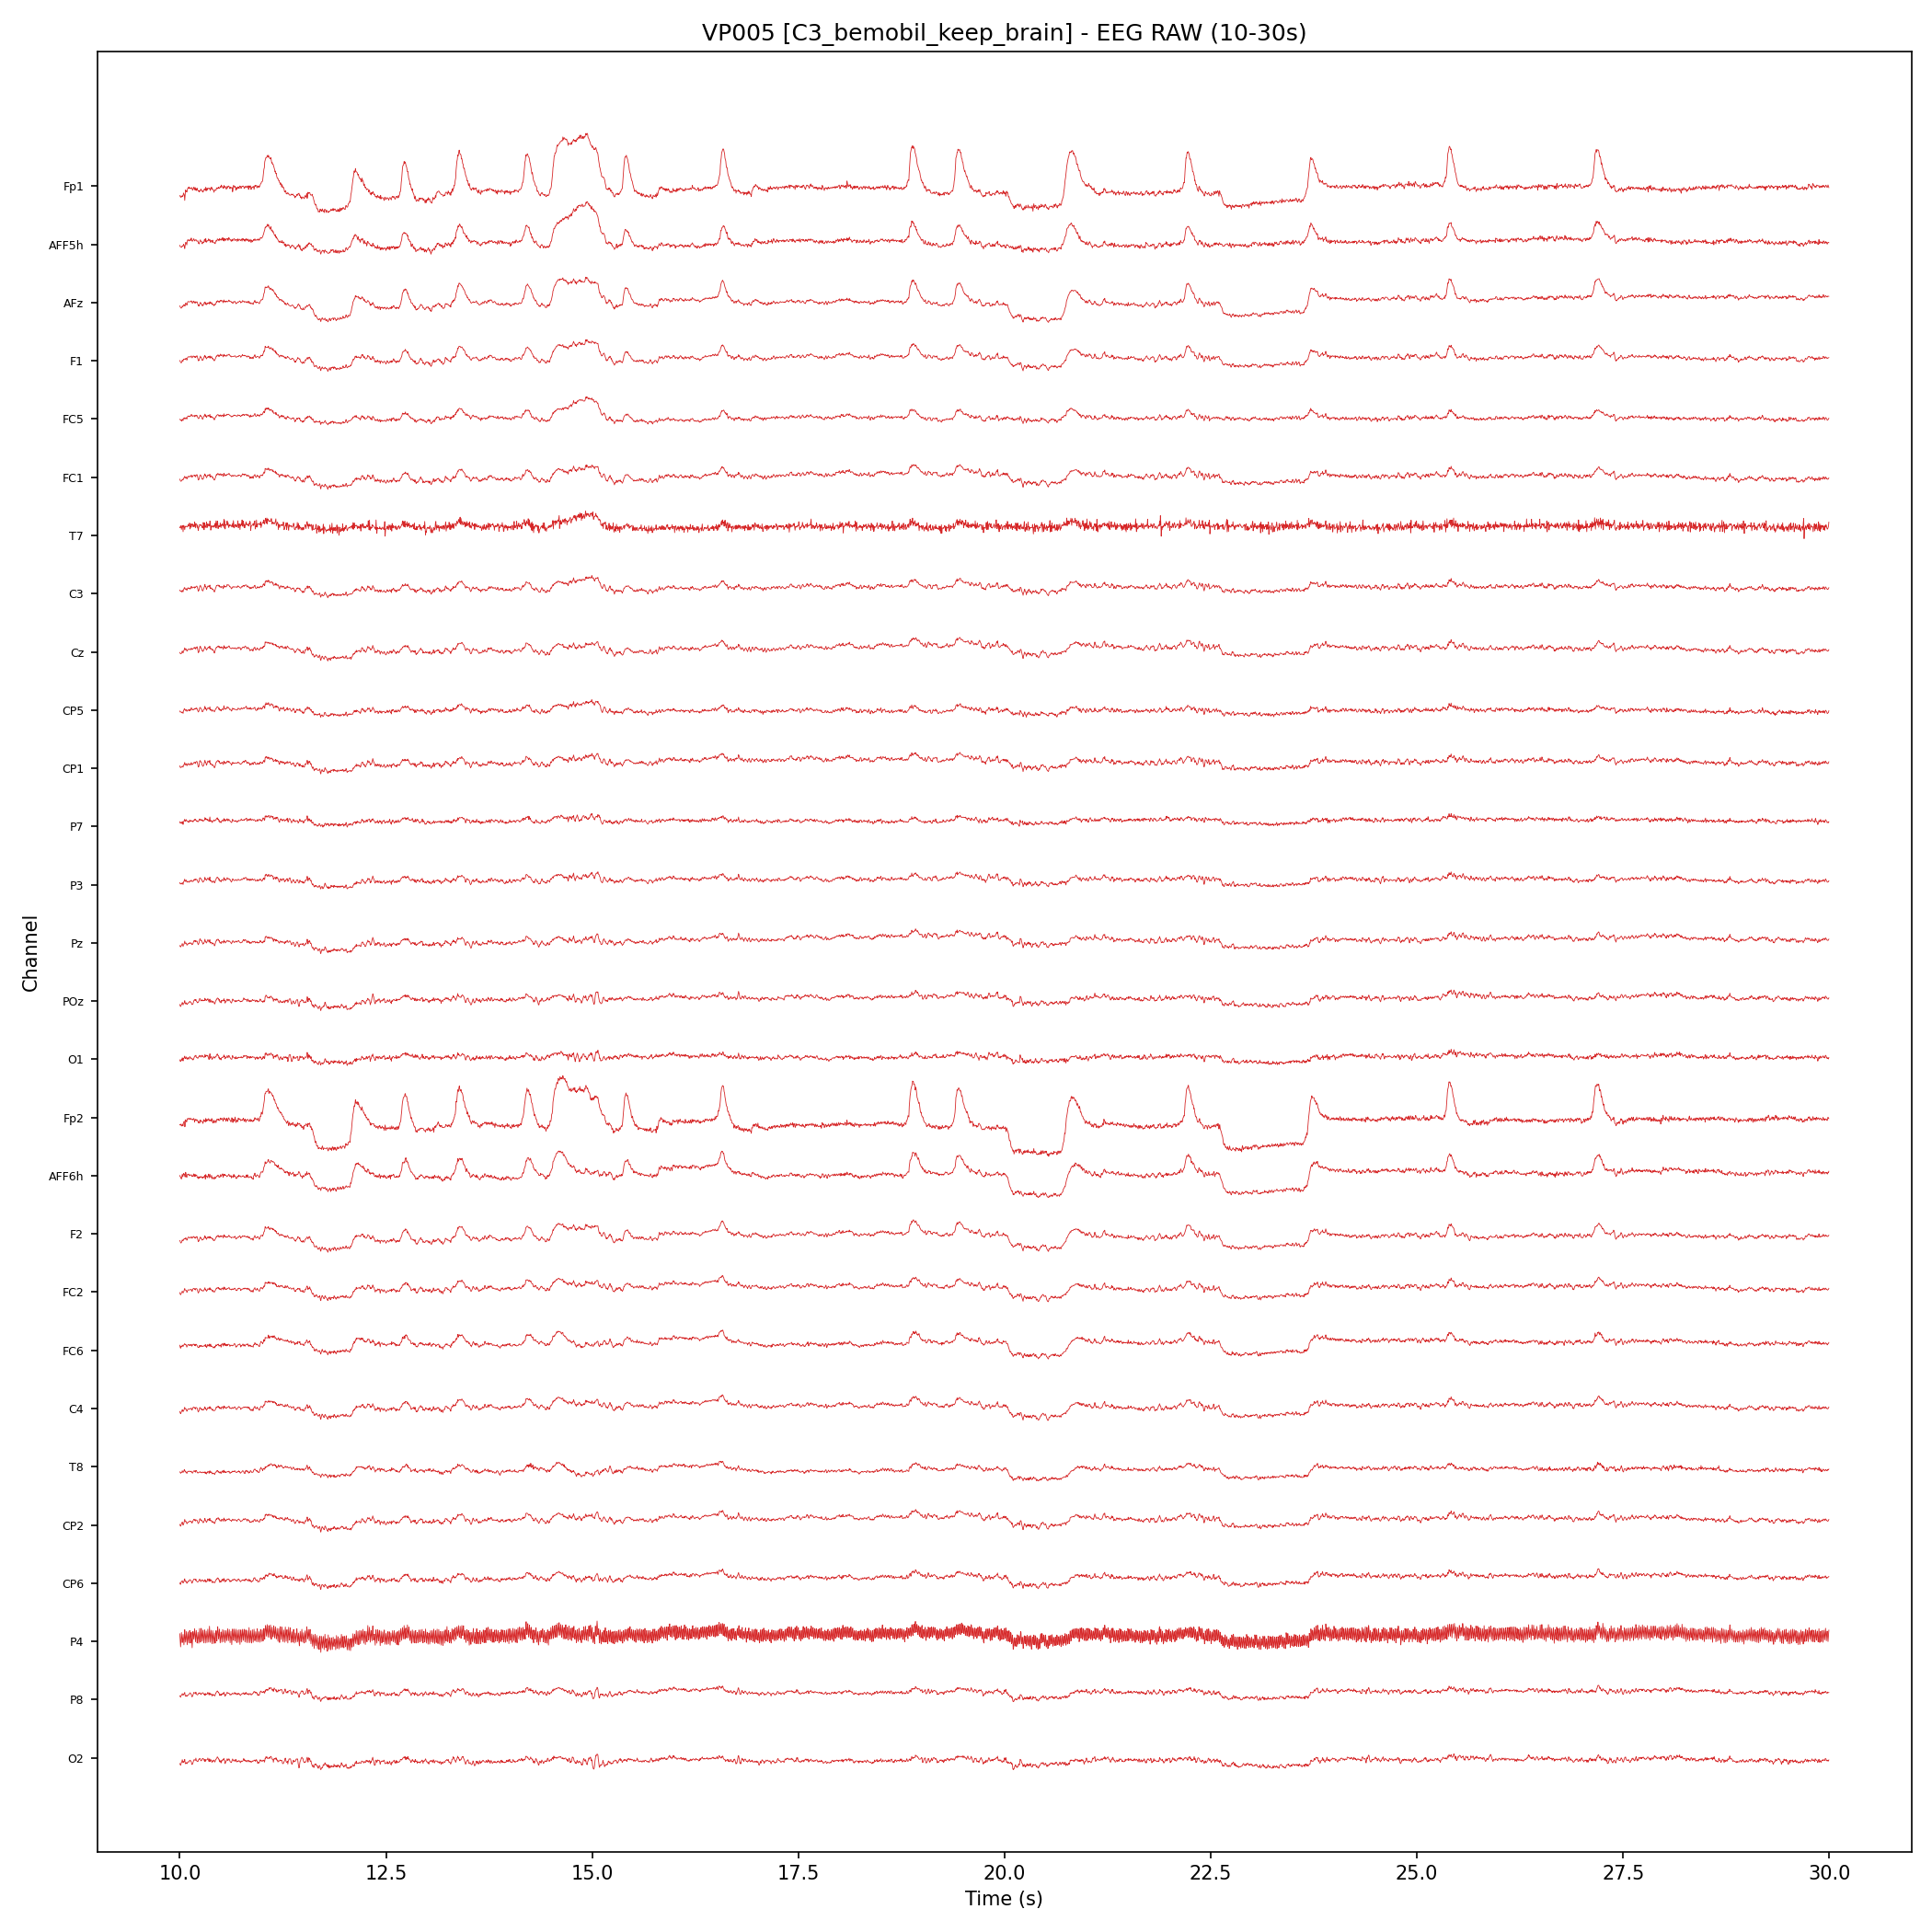 VP005 [C3_bemobil_keep_brain] - EEG RAW (10-30s)
Channel
Fp1
AFF5h
AFz
F1
FC5
FC1
T7
C3
Cz
CP5
CP1
P7
P3
Pz
POz
O1
Fp2
AFF6h
F2
FC2
FC6
C4
T8
CP2
CP6
P4
P8
O2
10.0 12.5 15.0 17.5 20.0 22.5 25.0 27.5 30.0
Time (s)